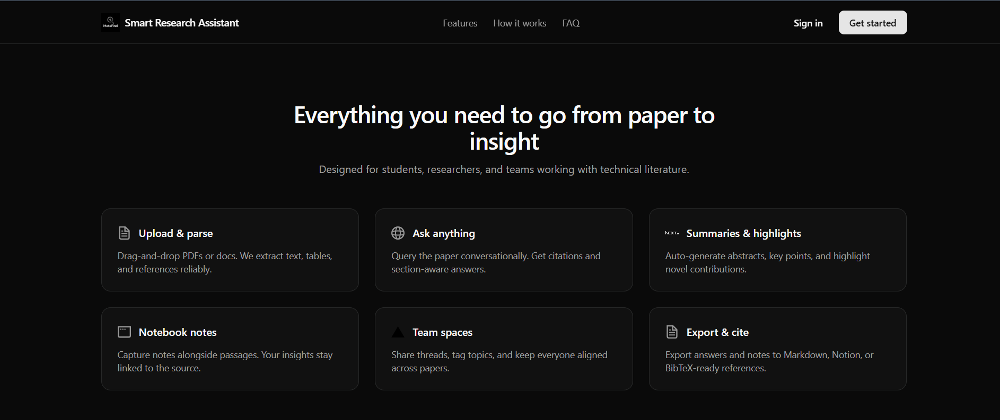 MetaFind
Smart Research Assistant
Features
How it works
FAQ
Sign in
Get started
Everything you need to go from paper to
insight
Designed for students, researchers, and teams working with technical literature.
Upload & parse
Drag-and-drop PDFs or docs. We extract text, tables,
and references reliably.
Ask anything
Query the paper conversationally. Get citations and
section-aware answers.
NEXT.JS
Summaries & highlights
Auto-generate abstracts, key points, and highlight
novel contributions.
Notebook notes
Capture notes alongside passages. Your insights stay
linked to the source.
Team spaces
Share threads, tag topics, and keep everyone aligned
across papers.
Export & cite
Export answers and notes to Markdown, Notion, or
BibTeX-ready references.